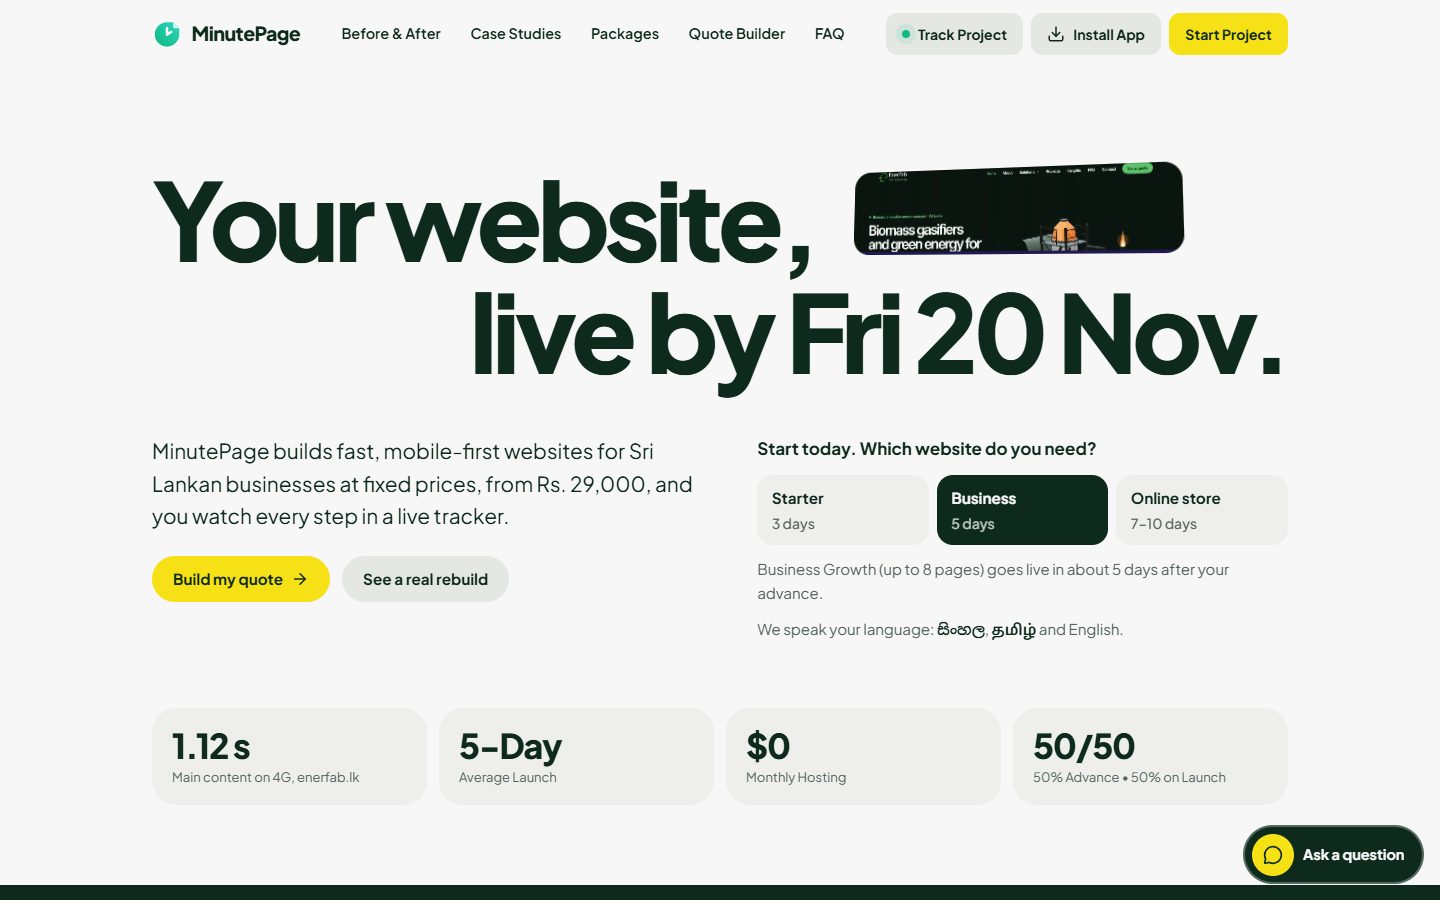 MinutePage
Before & After
Case Studies
Packages
Quote Builder
FAQ
Track Project
Install App
Start Project
Your website,
Biomass gasifiers
and green energy for
live by Fri 20 Nov.
MinutePage builds fast, mobile-first websites for Sri
Lankan businesses at fixed prices, from Rs. 29,000, and
you watch every step in a live tracker.
Build my quote →
See a real rebuild
Start today. Which website do you need?
Starter
3 days
Business
5 days
Online store
7–10 days
Business Growth (up to 8 pages) goes live in about 5 days after your
advance.
We speak your language: සිංහල, தமிழ் and English.
1.12 s
Main content on 4G, enerfab.lk
5-Day
Average Launch
$0
Monthly Hosting
50/50
50% Advance • 50% on Launch
Ask a question